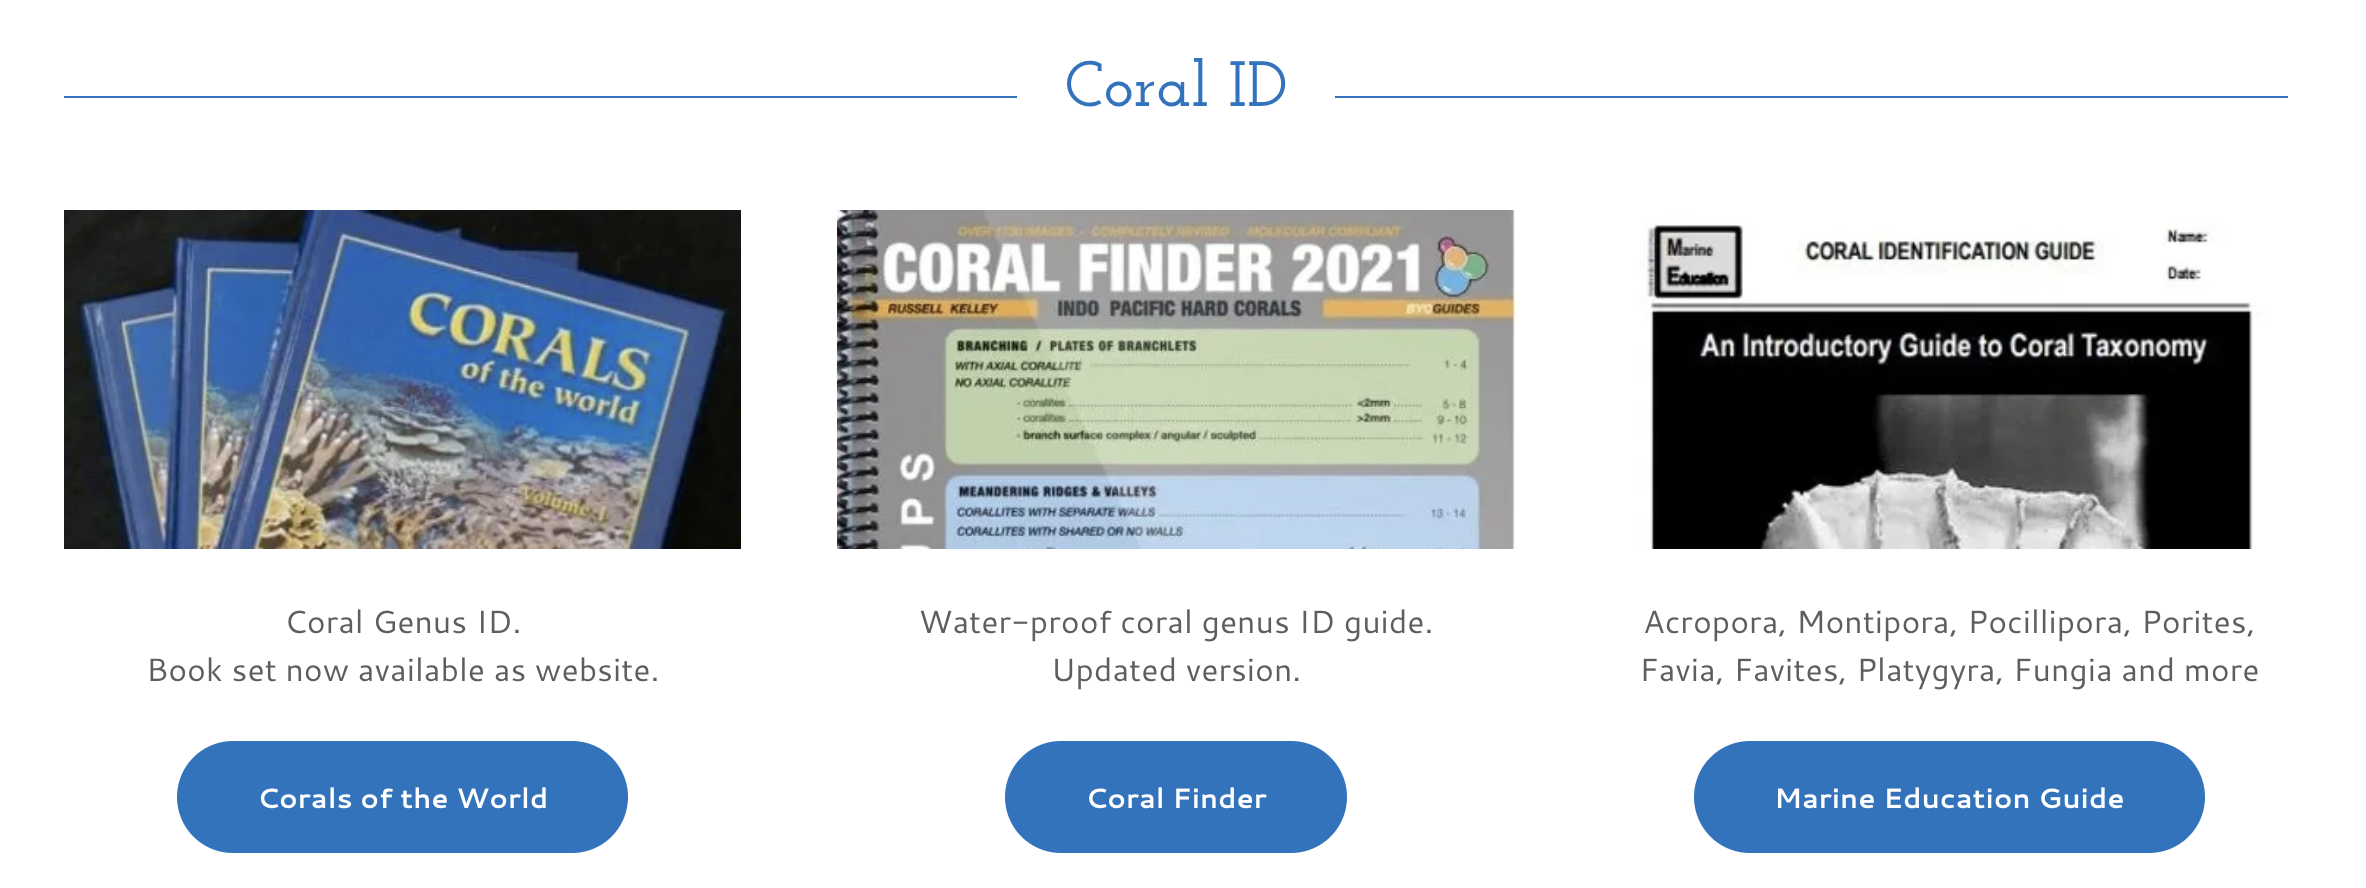 Coral ID
CORALS
of the world
Volume 1
OVER 1730 IMAGES - COMPLETELY REVISED - MOLECULAR COMPLIANT
CORAL FINDER 2021
RUSSELL KELLEY
INDO PACIFIC HARD CORALS
BYOGUIDES
BRANCHING / PLATES OF BRANCHLETS
WITH AXIAL CORALLITE 1 - 4
NO AXIAL CORALLITE
- corallites <2mm 5 - 8
- corallites >2mm 9 - 10
- branch surface complex / angular / sculpted 11 - 12
MEANDERING RIDGES & VALLEYS
CORALLITES WITH SEPARATE WALLS 13 - 14
CORALLITES WITH SHARED OR NO WALLS
Marine
Education
CORAL IDENTIFICATION GUIDE
Name:
Date:
An Introductory Guide to Coral Taxonomy
Coral Genus ID.
Book set now available as website.
Water-proof coral genus ID guide.
Updated version.
Acropora, Montipora, Pocillipora, Porites,
Favia, Favites, Platygyra, Fungia and more
Corals of the World
Coral Finder
Marine Education Guide